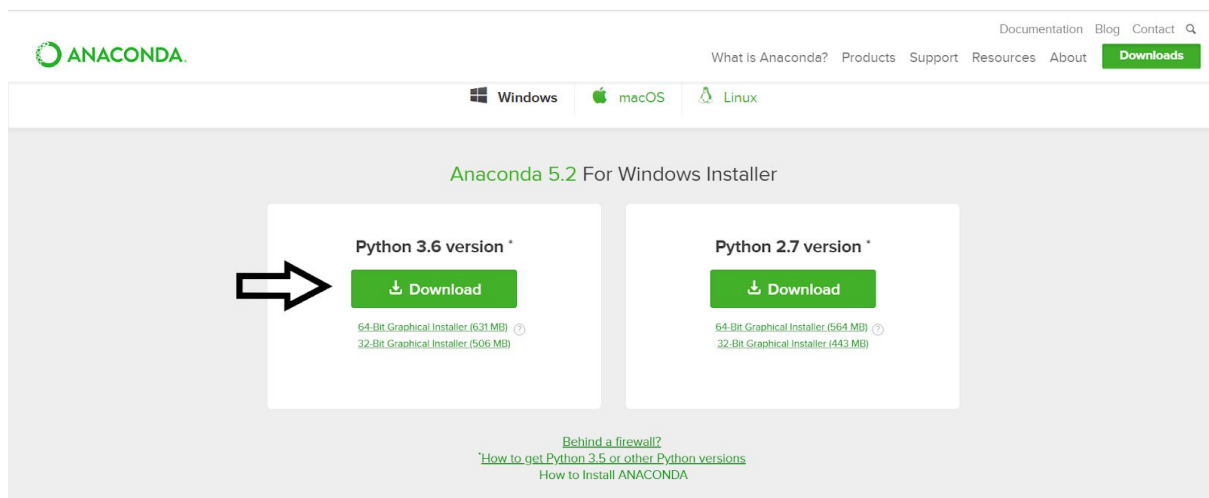 Documentation Blog Contact
ANACONDA.
What is Anaconda? Products Support Resources About Downloads
Windows macOS Linux
Anaconda 5.2 For Windows Installer
Python 3.6 version *
Download
64-Bit Graphical Installer (631 MB) ?
32-Bit Graphical Installer (506 MB)
Python 2.7 version *
Download
64-Bit Graphical Installer (564 MB) ?
32-Bit Graphical Installer (443 MB)
Behind a firewall?
*How to get Python 3.5 or other Python versions
How to Install ANACONDA